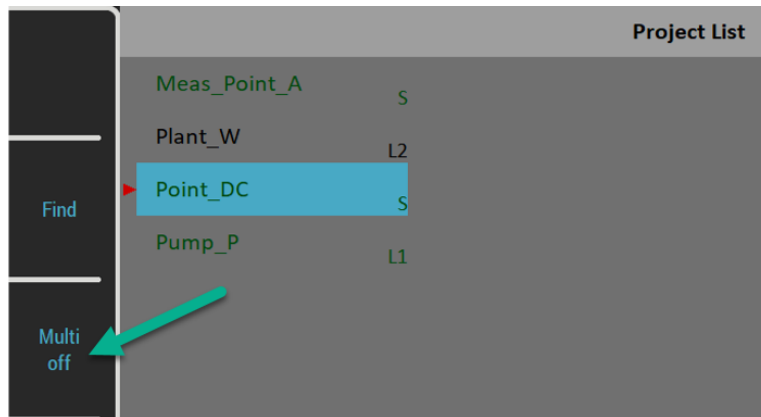 Project List
Meas_Point_A
S
Plant_W
L2
Find
Point_DC
S
Pump_P
L1
Multi
off